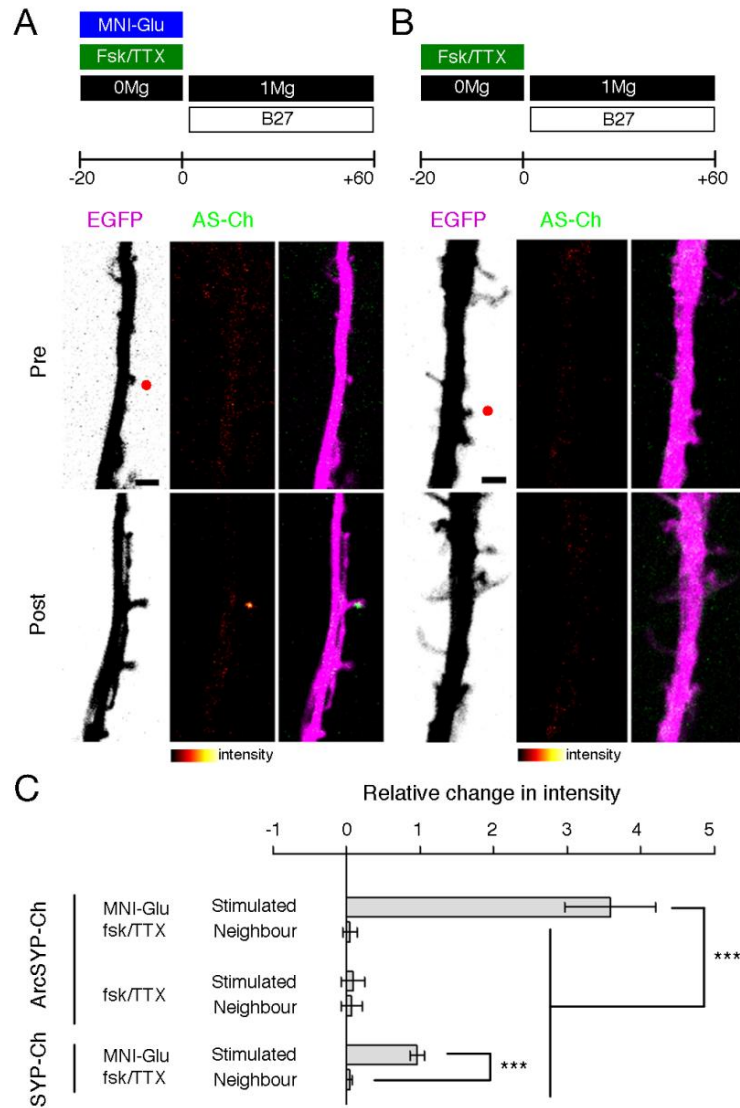 A
B
MNI-Glu
Fsk/TTX
Fsk/TTX
0Mg
1Mg
0Mg
1Mg
B27
B27
-20
0
+60
-20
0
+60
EGFP
AS-Ch
EGFP
AS-Ch
Pre
Post
intensity
intensity
C
Relative change in intensity
-1
0
1
2
3
4
5
ArcSYP-Ch
MNI-Glu
Stimulated
fsk/TTX
Neighbour
***
fsk/TTX
Stimulated
Neighbour
SYP-Ch
MNI-Glu
Stimulated
fsk/TTX
Neighbour
***